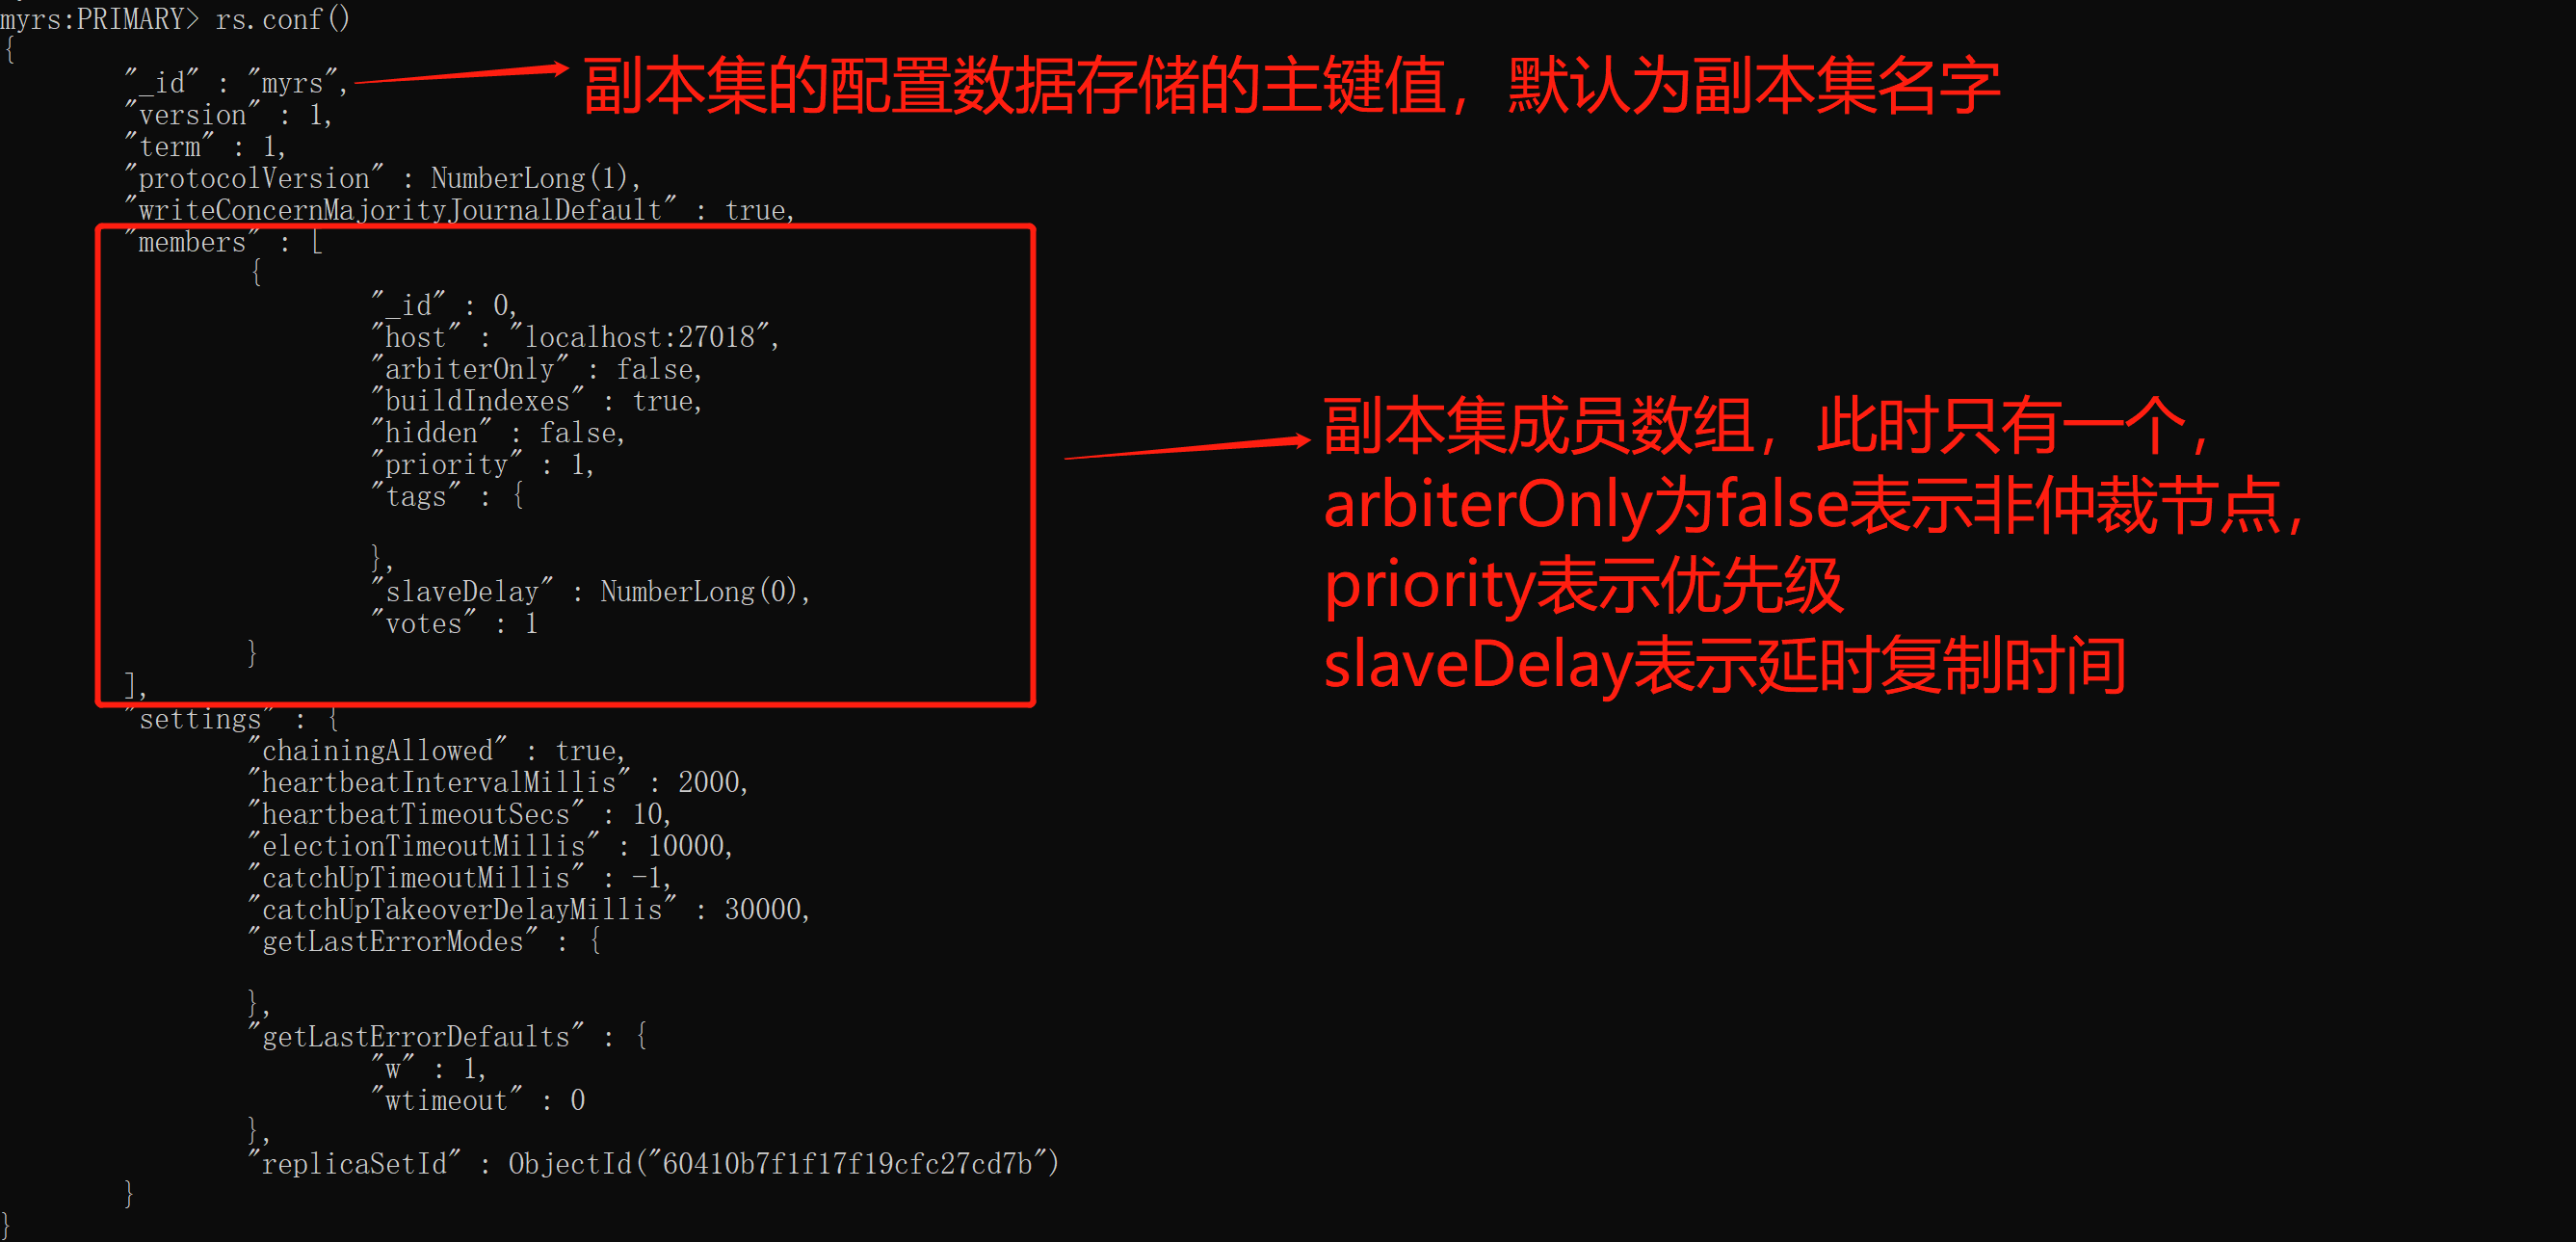 myrs:PRIMARY> rs.conf()
{
"_id" : "myrs",
副本集的配置数据存储的主键值，默认为副本集名字
"version" : 1,
"term" : 1,
"protocolVersion" : NumberLong(1),
"writeConcernMajorityJournalDefault" : true,
"members" : [
{
"_id" : 0,
"host" : "localhost:27018",
"arbiterOnly" : false,
"buildIndexes" : true,
"hidden" : false,
"priority" : 1,
"tags" : {
},
"slaveDelay" : NumberLong(0),
"votes" : 1
}
],
副本集成员数组，此时只有一个，
arbiterOnly为false表示非仲裁节点，
priority表示优先级
slaveDelay表示延时复制时间
"settings" : {
"chainingAllowed" : true,
"heartbeatIntervalMillis" : 2000,
"heartbeatTimeoutSecs" : 10,
"electionTimeoutMillis" : 10000,
"catchUpTimeoutMillis" : -1,
"catchUpTakeoverDelayMillis" : 30000,
"getLastErrorModes" : {
},
"getLastErrorDefaults" : {
"w" : 1,
"wtimeout" : 0
},
"replicaSetId" : ObjectId("60410b7f1f17f19cfc27cd7b")
}
}